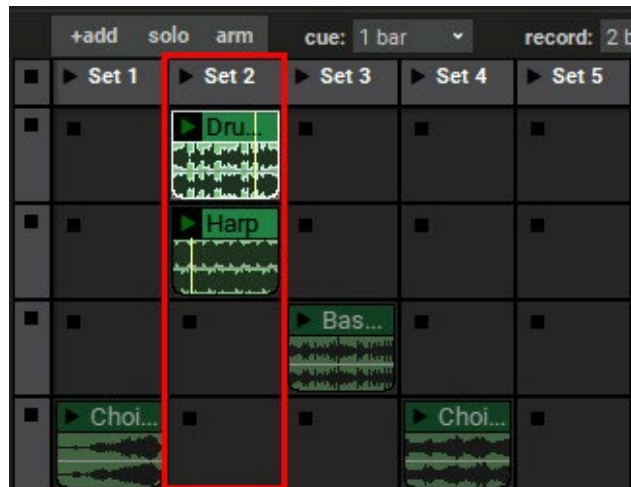 +add solo arm cue: 1 bar record: 2 b
Set 1 Set 2 Set 3 Set 4 Set 5
Dru...
Harp
Bas...
Choi... Choi...